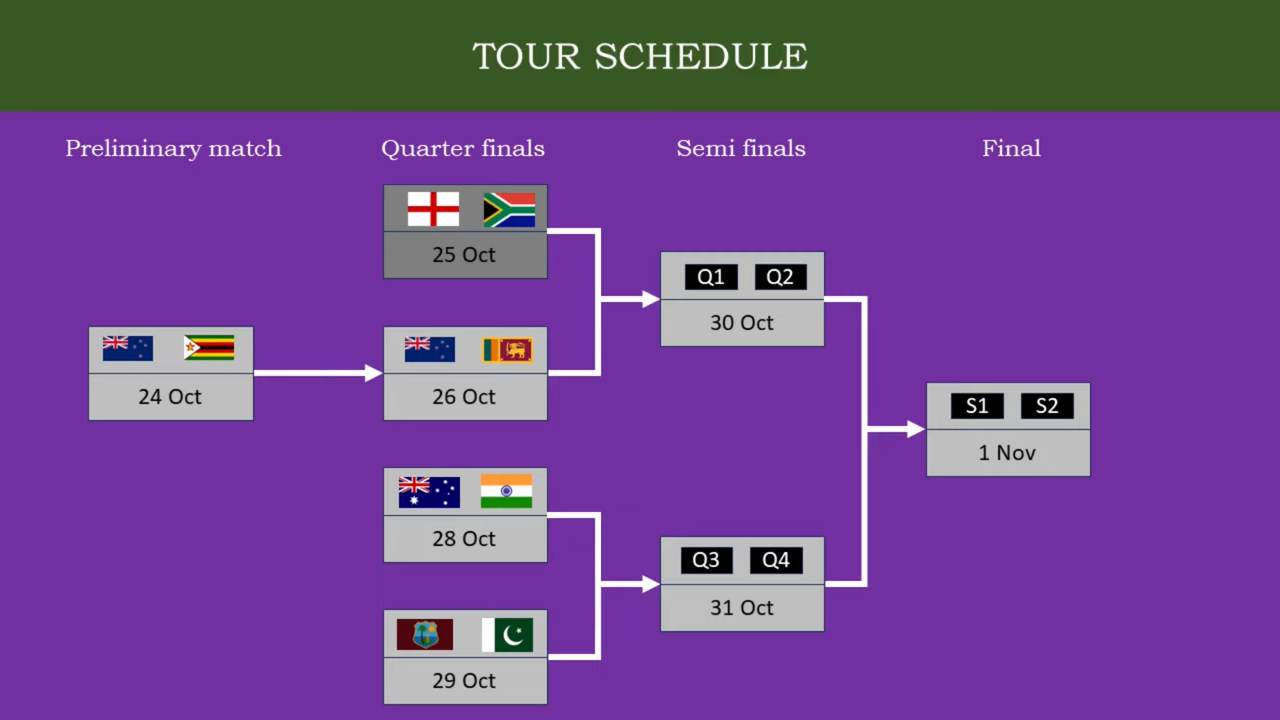 TOUR SCHEDULE
Preliminary match
Quarter finals
Semi finals
Final
24 Oct
25 Oct
26 Oct
28 Oct
29 Oct
Q1 Q2
30 Oct
Q3 Q4
31 Oct
S1 S2
1 Nov